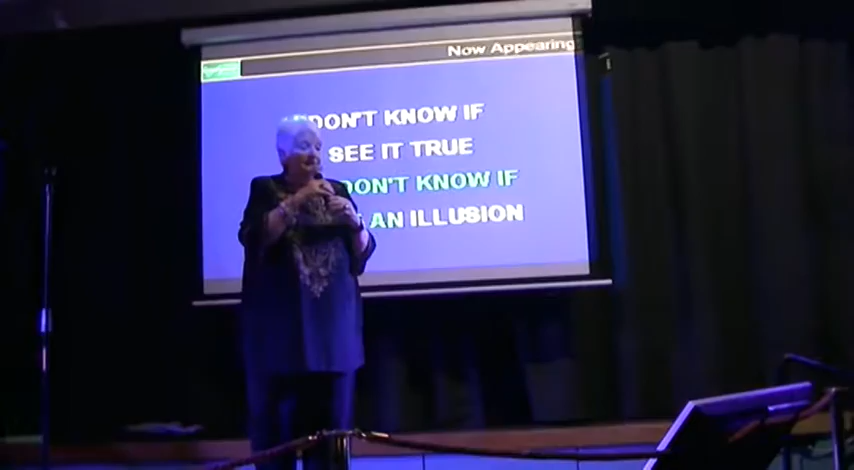 Now Appearing
DON'T KNOW IF
SEE IT TRUE
DON'T KNOW IF
AN ILLUSION